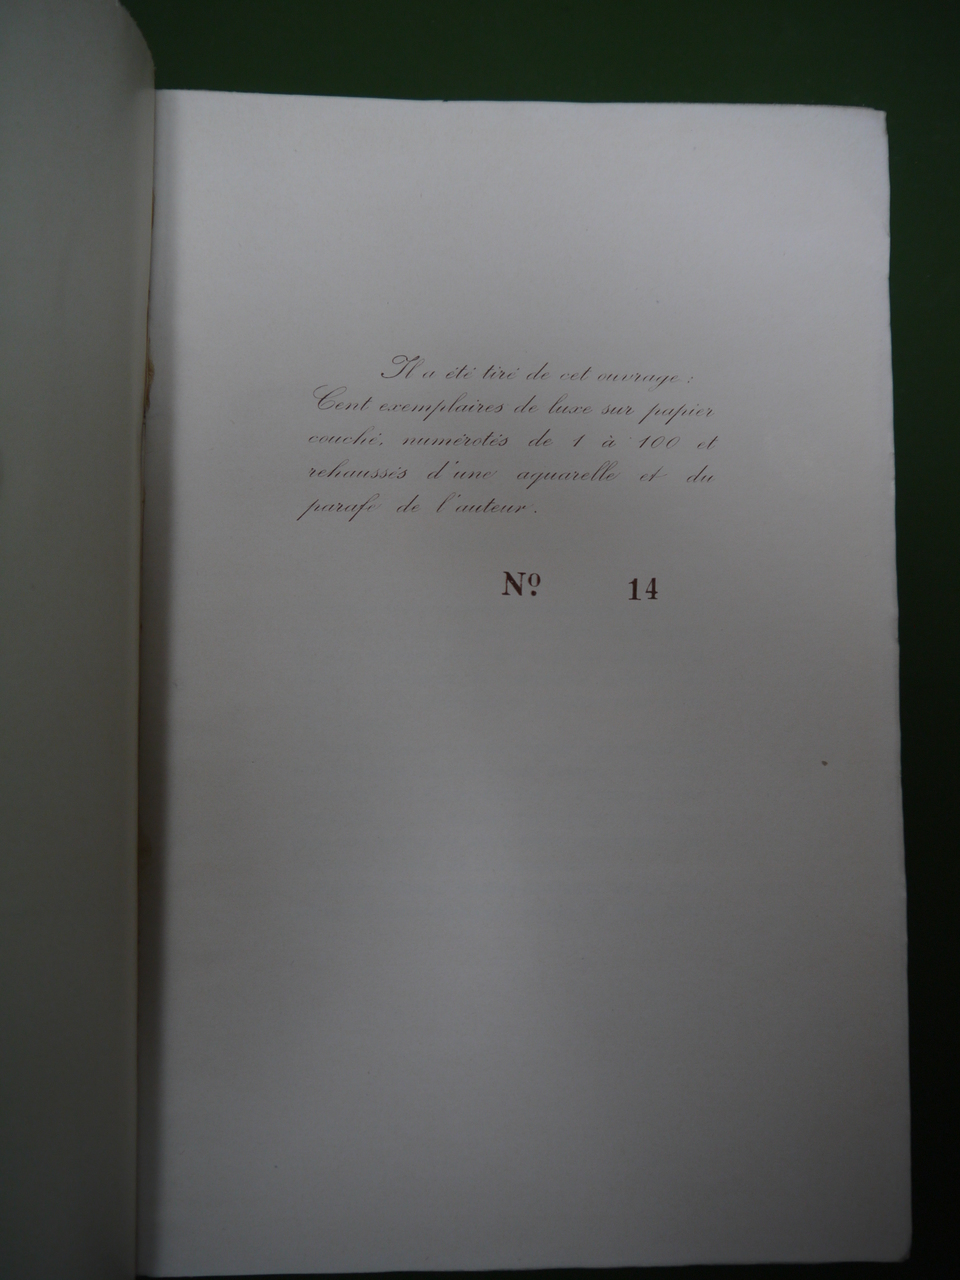 Il a été tiré de cet ouvrage :
Cent exemplaires de luxe sur papier
couché, numérotés de 1 à 100 et
rehaussés d'une aquarelle et du
parafe de l'auteur.
Nº 14